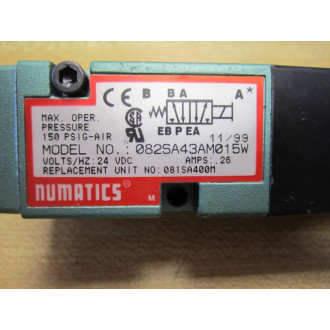 CE B B A A*
SA
EB P EA
MAX. OPER.
PRESSURE
150 PSIG-AIR
11/99
MODEL NO.: 082SA43AM015W
VOLTS/HZ: 24 VDC AMPS: .26
REPLACEMENT UNIT NO: 081SA400M
numatics M